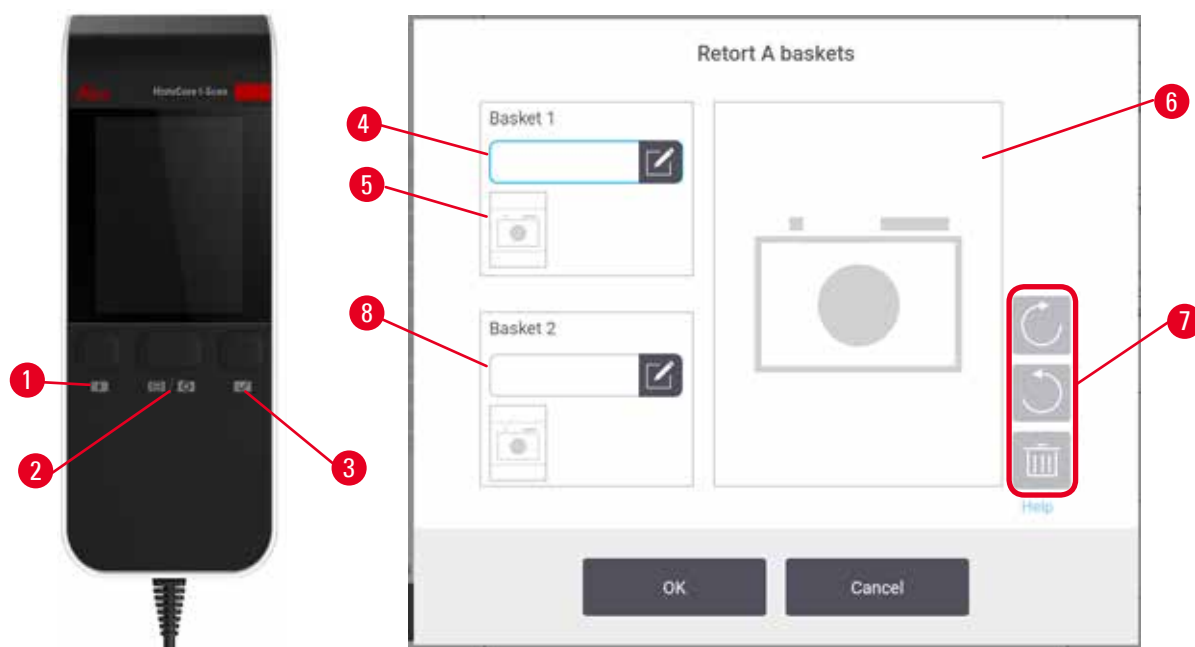 Leica
HistoCore I-Scan
1
2
3
Retort A baskets
Basket 1
4
5
6
Basket 2
8
7
Help
OK
Cancel